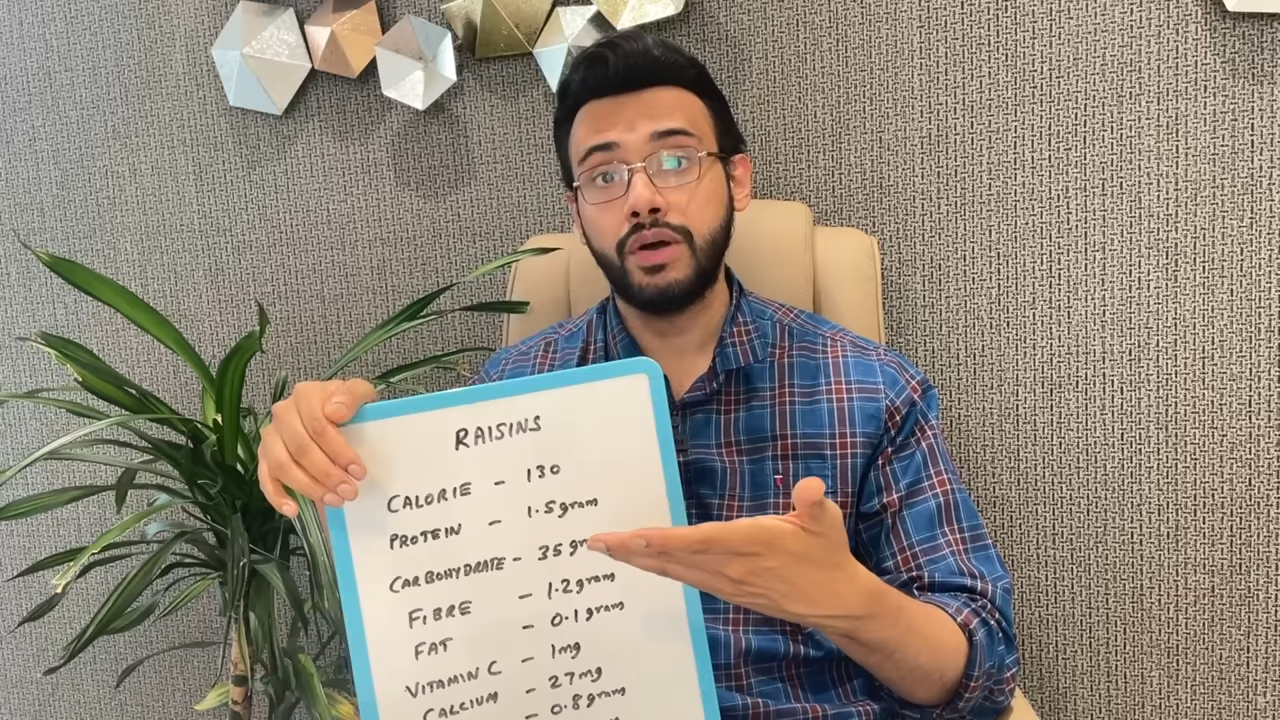 RAISINS
CALORIE - 130
PROTEIN - 1.5gram
CARBOHYDRATE - 35 gr
FIBRE - 1.2gram
FAT - 0.1gram
VITAMIN C - 1mg
CALCIUM - 27mg
- 0.8gram